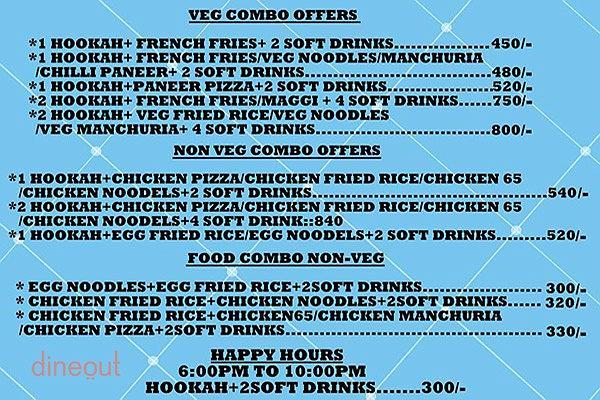 VEG COMBO OFFERS
*1 HOOKAH+ FRENCH FRIES+ 2 SOFT DRINKS..................450/-
*1 HOOKAH+ FRENCH FRIES/VEG NOODLES/MANCHURIA
/CHILLI PANEER+ 2 SOFT DRINKS..................................480/-
*1 HOOKAH+PANEER PIZZA+2 SOFT DRINKS...................520/-
*2 HOOKAH+ FRENCH FRIES/MAGGI + 4 SOFT DRINKS......750/-
*2 HOOKAH+ VEG FRIED RICE/VEG NOODLES
/VEG MANCHURIA+ 4 SOFT DRINKS................................800/-
NON VEG COMBO OFFERS
*1 HOOKAH+CHICKEN PIZZA/CHICKEN FRIED RICE/CHICKEN 65
/CHICKEN NOODELS+2 SOFT DRINKS...........................................540/-
*2 HOOKAH+CHICKEN PIZZA/CHICKEN FRIED RICE/CHICKEN 65
/CHICKEN NOODELS+4 SOFT DRINK::840
*1 HOOKAH+EGG FRIED RICE/EGG NOODELS+2 SOFT DRINKS.........520/-
FOOD COMBO NON-VEG
* EGG NOODLES+EGG FRIED RICE+2SOFT DRINKS...................... 300/-
* CHICKEN FRIED RICE+CHICKEN NOODLES+2SOFT DRINKS...... 320/-
* CHICKEN FRIED RICE+CHICKEN65/CHICKEN MANCHURIA
/CHICKEN PIZZA+2SOFT DRINKS............................................... 330/-
HAPPY HOURS
6:00PM TO 10:00PM
HOOKAH+2SOFT DRINKS.......300/-
dineout